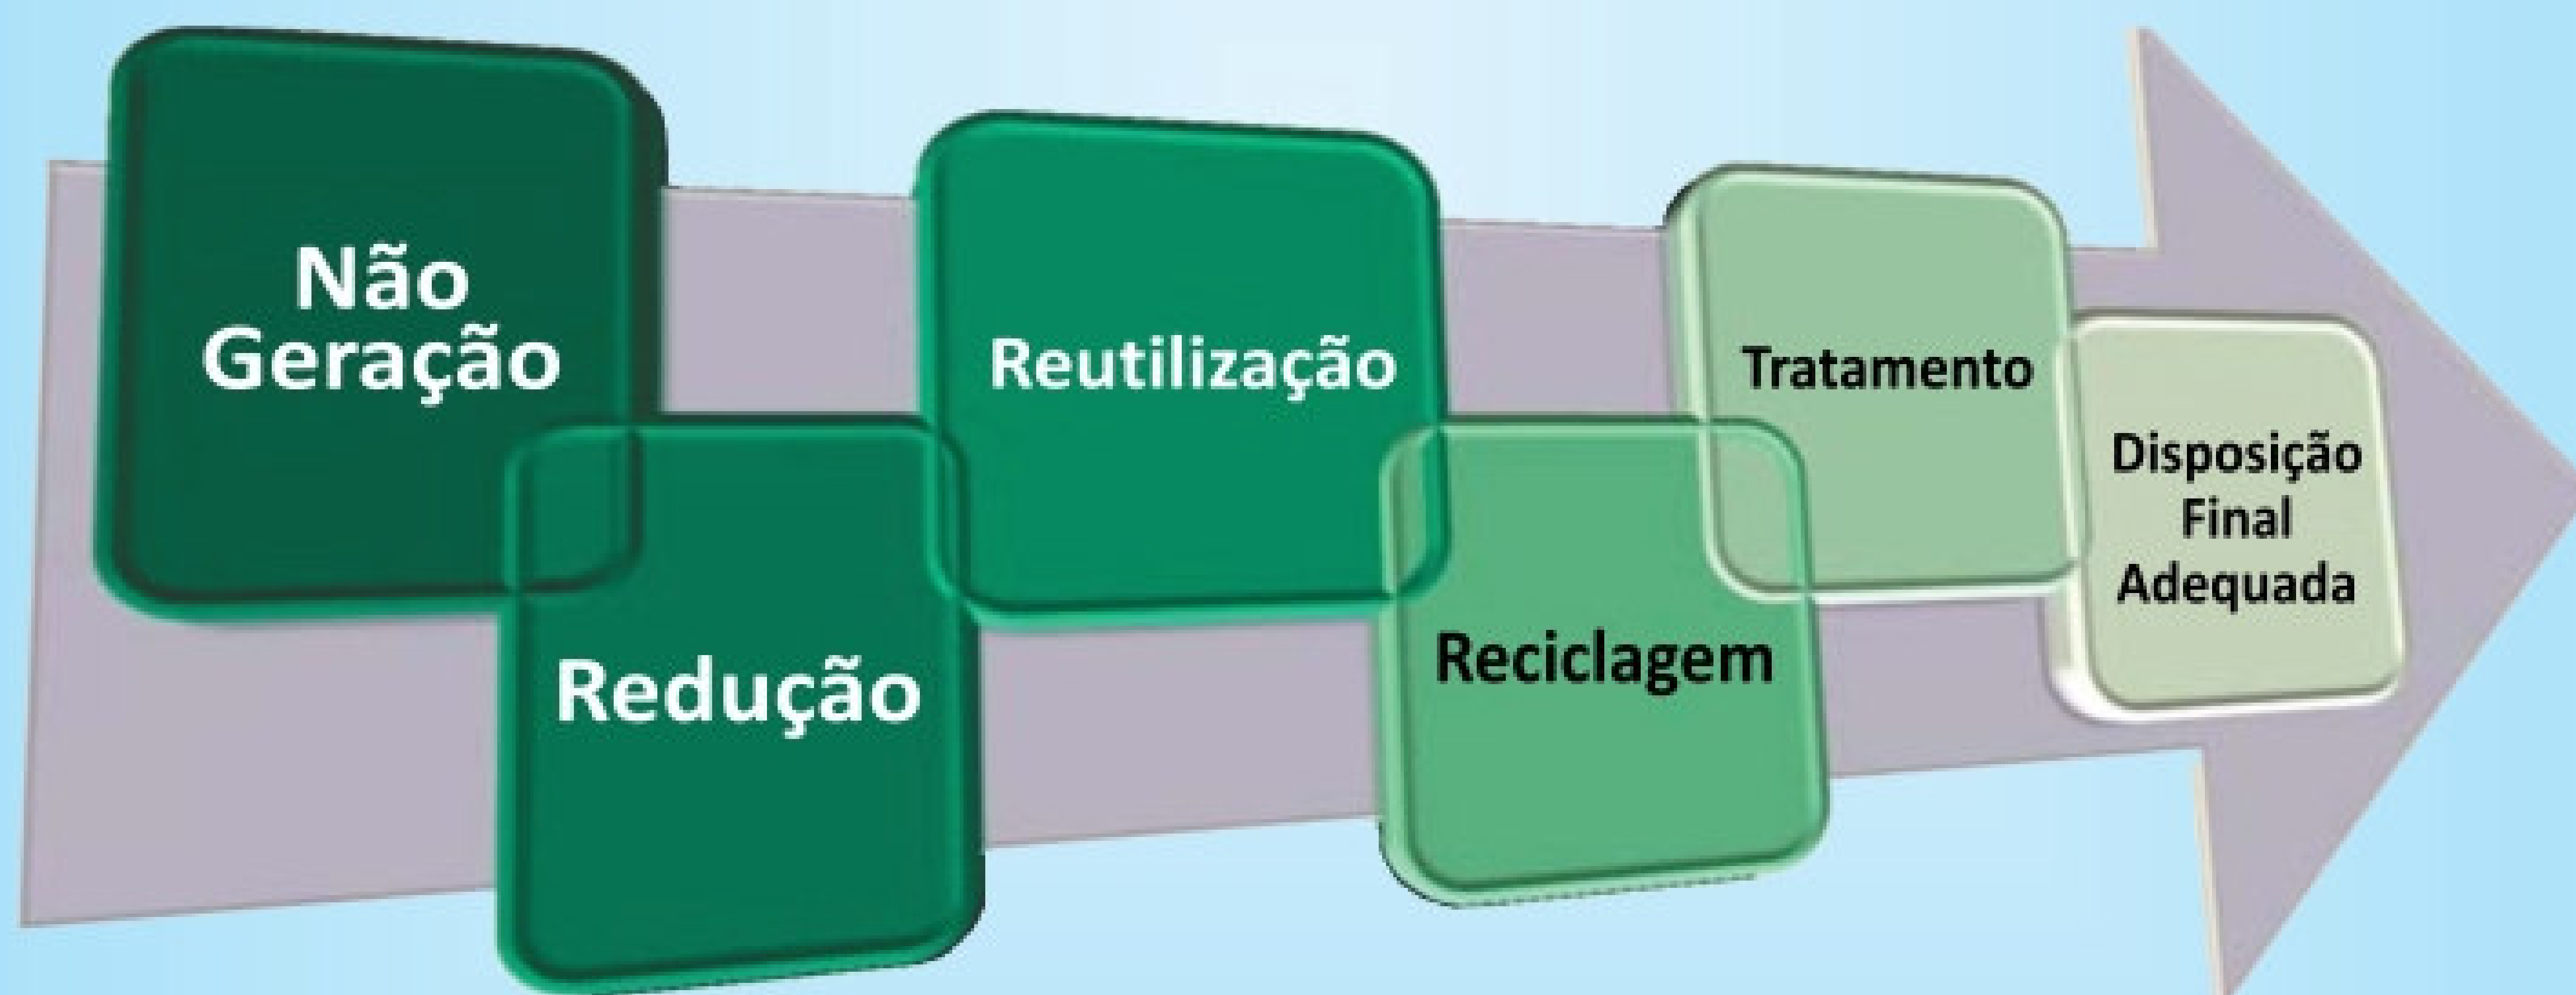 Não
Geração
Redução
Reutilização
Reciclagem
Tratamento
Disposição
Final
Adequada